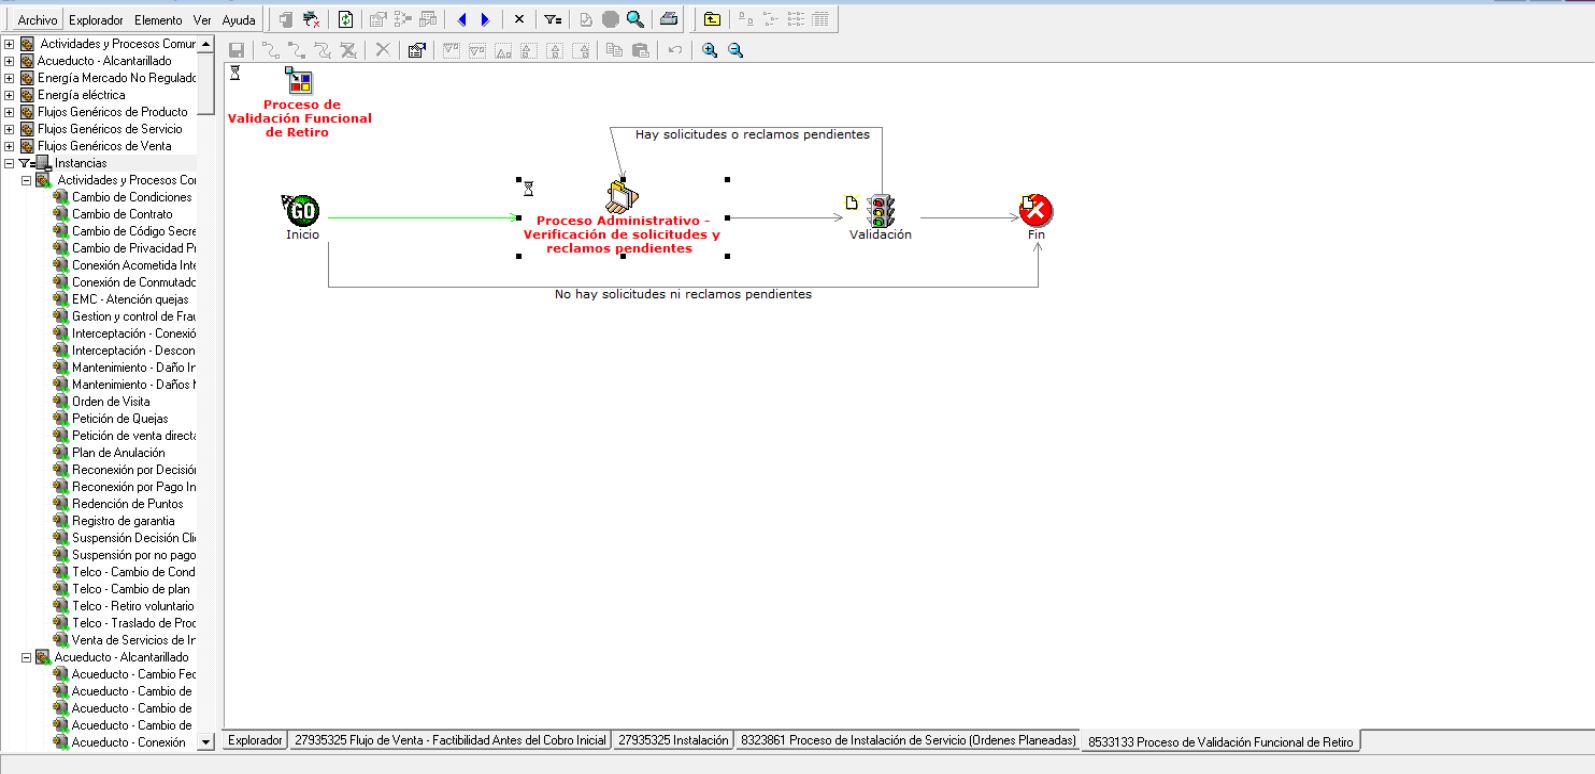 Archivo Explorador Elemento Ver Ayuda
Actividades y Procesos Comur
Acueducto - Alcantarillado
Energía Mercado No Regulado
Energía eléctrica
Flujos Genéricos de Producto
Flujos Genéricos de Servicio
Flujos Genéricos de Venta
Instancias
Actividades y Procesos Co
Cambio de Condiciones
Cambio de Contrato
Cambio de Código Secre
Cambio de Privacidad P
Conexión Acometida Inte
Conexión de Conmutado
EMC - Atención quejas
Gestion y control de Frau
Interceptación - Conexió
Interceptación - Descon
Mantenimiento - Daño In
Mantenimiento - Daños
Orden de Visita
Petición de Quejas
Petición de venta directa
Plan de Anulación
Reconexión por Decisión
Reconexión por Pago In
Redención de Puntos
Registro de garantia
Suspensión Decisión Clie
Suspensión por no pago
Telco - Cambio de Cond
Telco - Cambio de plan
Telco - Retiro voluntario
Telco - Traslado de Proc
Venta de Servicios de In
Acueducto - Alcantarillado
Acueducto - Cambio Fec
Acueducto - Cambio de
Acueducto - Cambio de
Acueducto - Cambio de
Acueducto - Conexión
Proceso de
Validación Funcional
de Retiro
Hay solicitudes o reclamos pendientes
GO
Inicio
Proceso Administrativo -
Verificación de solicitudes y
reclamos pendientes
Validación
Fin
No hay solicitudes ni reclamos pendientes
Explorador
27935325 Flujo de Venta - Factibilidad Antes del Cobro Inicial
27935325 Instalación
8323861 Proceso de Instalación de Servicio (Ordenes Planeadas)
8533133 Proceso de Validación Funcional de Retiro